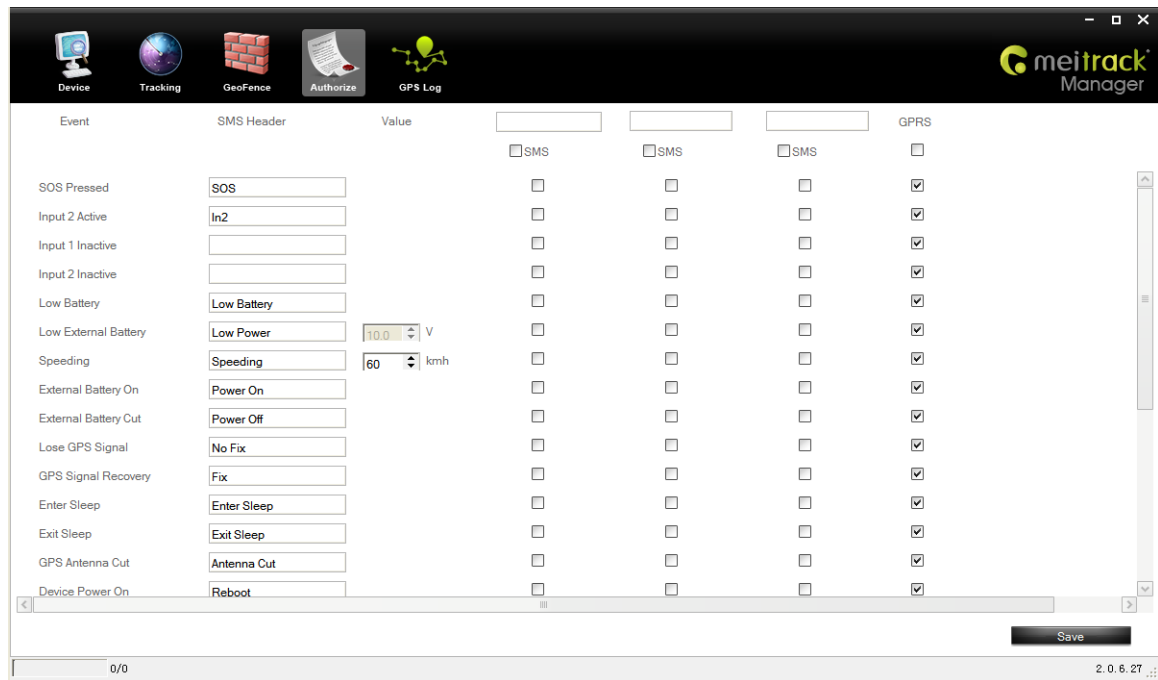 meitrack
Manager
Device Tracking GeoFence Authorize GPS Log
Event SMS Header Value GPRS
SMS SMS SMS
SOS Pressed SOS
Input 2 Active In2
Input 1 Inactive
Input 2 Inactive
Low Battery Low Battery
Low External Battery Low Power 10.0 V
Speeding Speeding 60 kmh
External Battery On Power On
External Battery Cut Power Off
Lose GPS Signal No Fix
GPS Signal Recovery Fix
Enter Sleep Enter Sleep
Exit Sleep Exit Sleep
GPS Antenna Cut Antenna Cut
Device Power On Reboot
Save
0/0 2.0.6.27